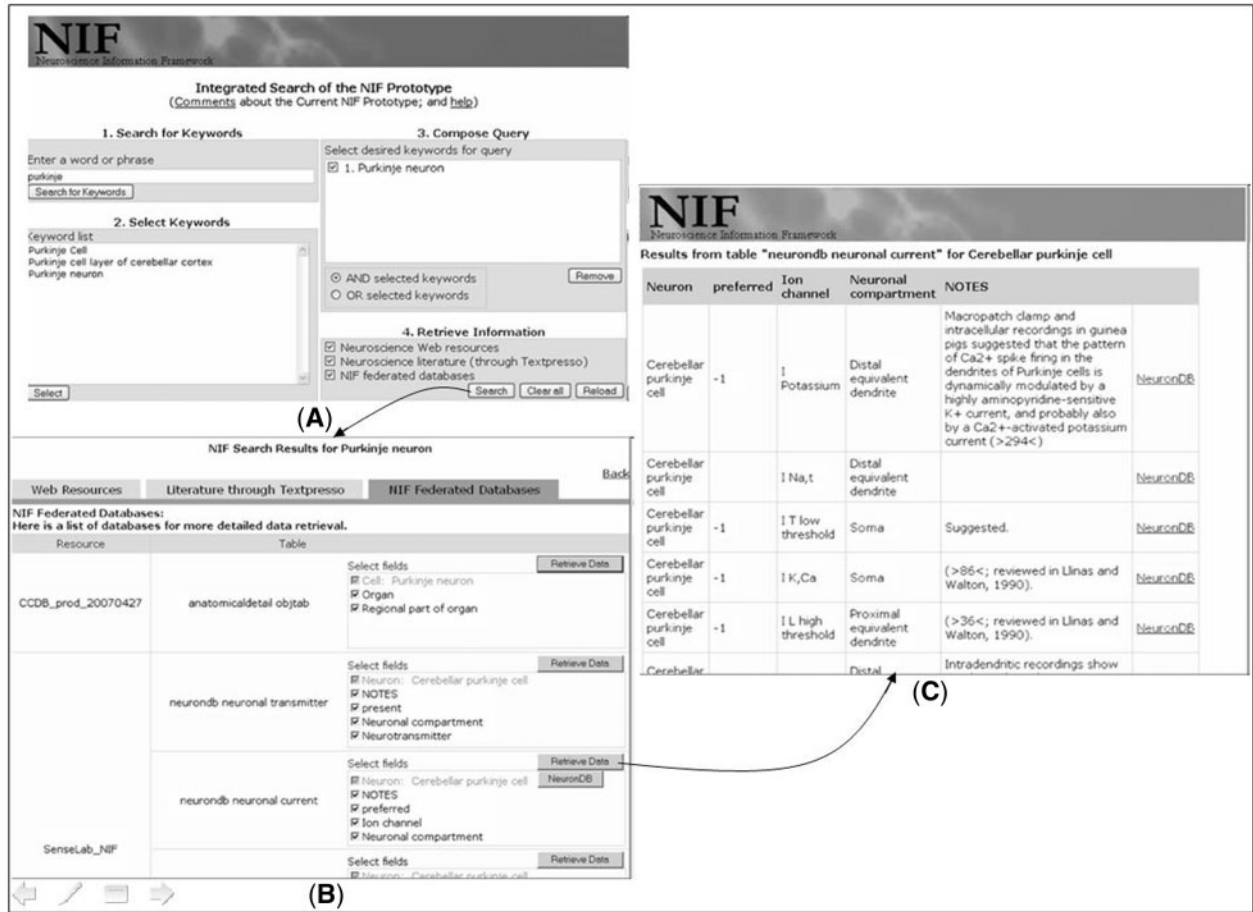 NIF
Neuroscience Information Framework
Integrated Search of the NIF Prototype
(Comments about the Current NIF Prototype; and help)
1. Search for Keywords
Enter a word or phrase
purkinje
Search for Keywords
2. Select Keywords
Keyword list
Purkinje Cell
Purkinje cell layer of cerebellar cortex
Purkinje neuron
Select
3. Compose Query
Select desired keywords for query
1. Purkinje neuron
AND selected keywords
OR selected keywords
Remove
4. Retrieve Information
Neuroscience Web resources
Neuroscience literature (through Textpresso)
NIF federated databases
Search Clear all Reload
(A)
NIF Search Results for Purkinje neuron
Back
Web Resources Literature through Textpresso NIF Federated Databases
NIF Federated Databases:
Here is a list of databases for more detailed data retrieval.
Resource Table
CCDB_prod_20070427
anatomicaldetail objtab
Select fields Retrieve Data
Cell: Purkinje neuron
Organ
Regional part of organ
SenseLab_NIF
neurondb neuronal transmitter
Select fields Retrieve Data
Neuron: Cerebellar purkinje cell
NOTES
present
Neuronal compartment
Neurotransmitter
neurondb neuronal current
Select fields Retrieve Data
Neuron: Cerebellar purkinje cell NeuronDB
NOTES
preferred
Ion channel
Neuronal compartment
Select fields Retrieve Data
Neuron: Cerebellar purkinje cell
(B)
NIF
Neuroscience Information Framework
Results from table "neurondb neuronal current" for Cerebellar purkinje cell
Neuron preferred Ion channel Neuronal compartment NOTES
Cerebellar purkinje cell -1 I Potassium Distal equivalent dendrite
Macropatch clamp and
intracellular recordings in guinea
pigs suggested that the pattern
of Ca2+ spike firing in the
dendrites of Purkinje cells is
dynamically modulated by a
highly aminopyridine-sensitive
K+ current, and probably also
by a Ca2+-activated potassium
current (>294<)
NeuronDB
Cerebellar purkinje cell I Na,t Distal equivalent dendrite NeuronDB
Cerebellar purkinje cell -1 I T low threshold Soma Suggested. NeuronDB
Cerebellar purkinje cell -1 I K,Ca Soma (>86<; reviewed in Llinas and Walton, 1990). NeuronDB
Cerebellar purkinje cell -1 I L high threshold Proximal equivalent dendrite (>36<; reviewed in Llinas and Walton, 1990). NeuronDB
Cerebellar Distal Intradendritic recordings show
(C)